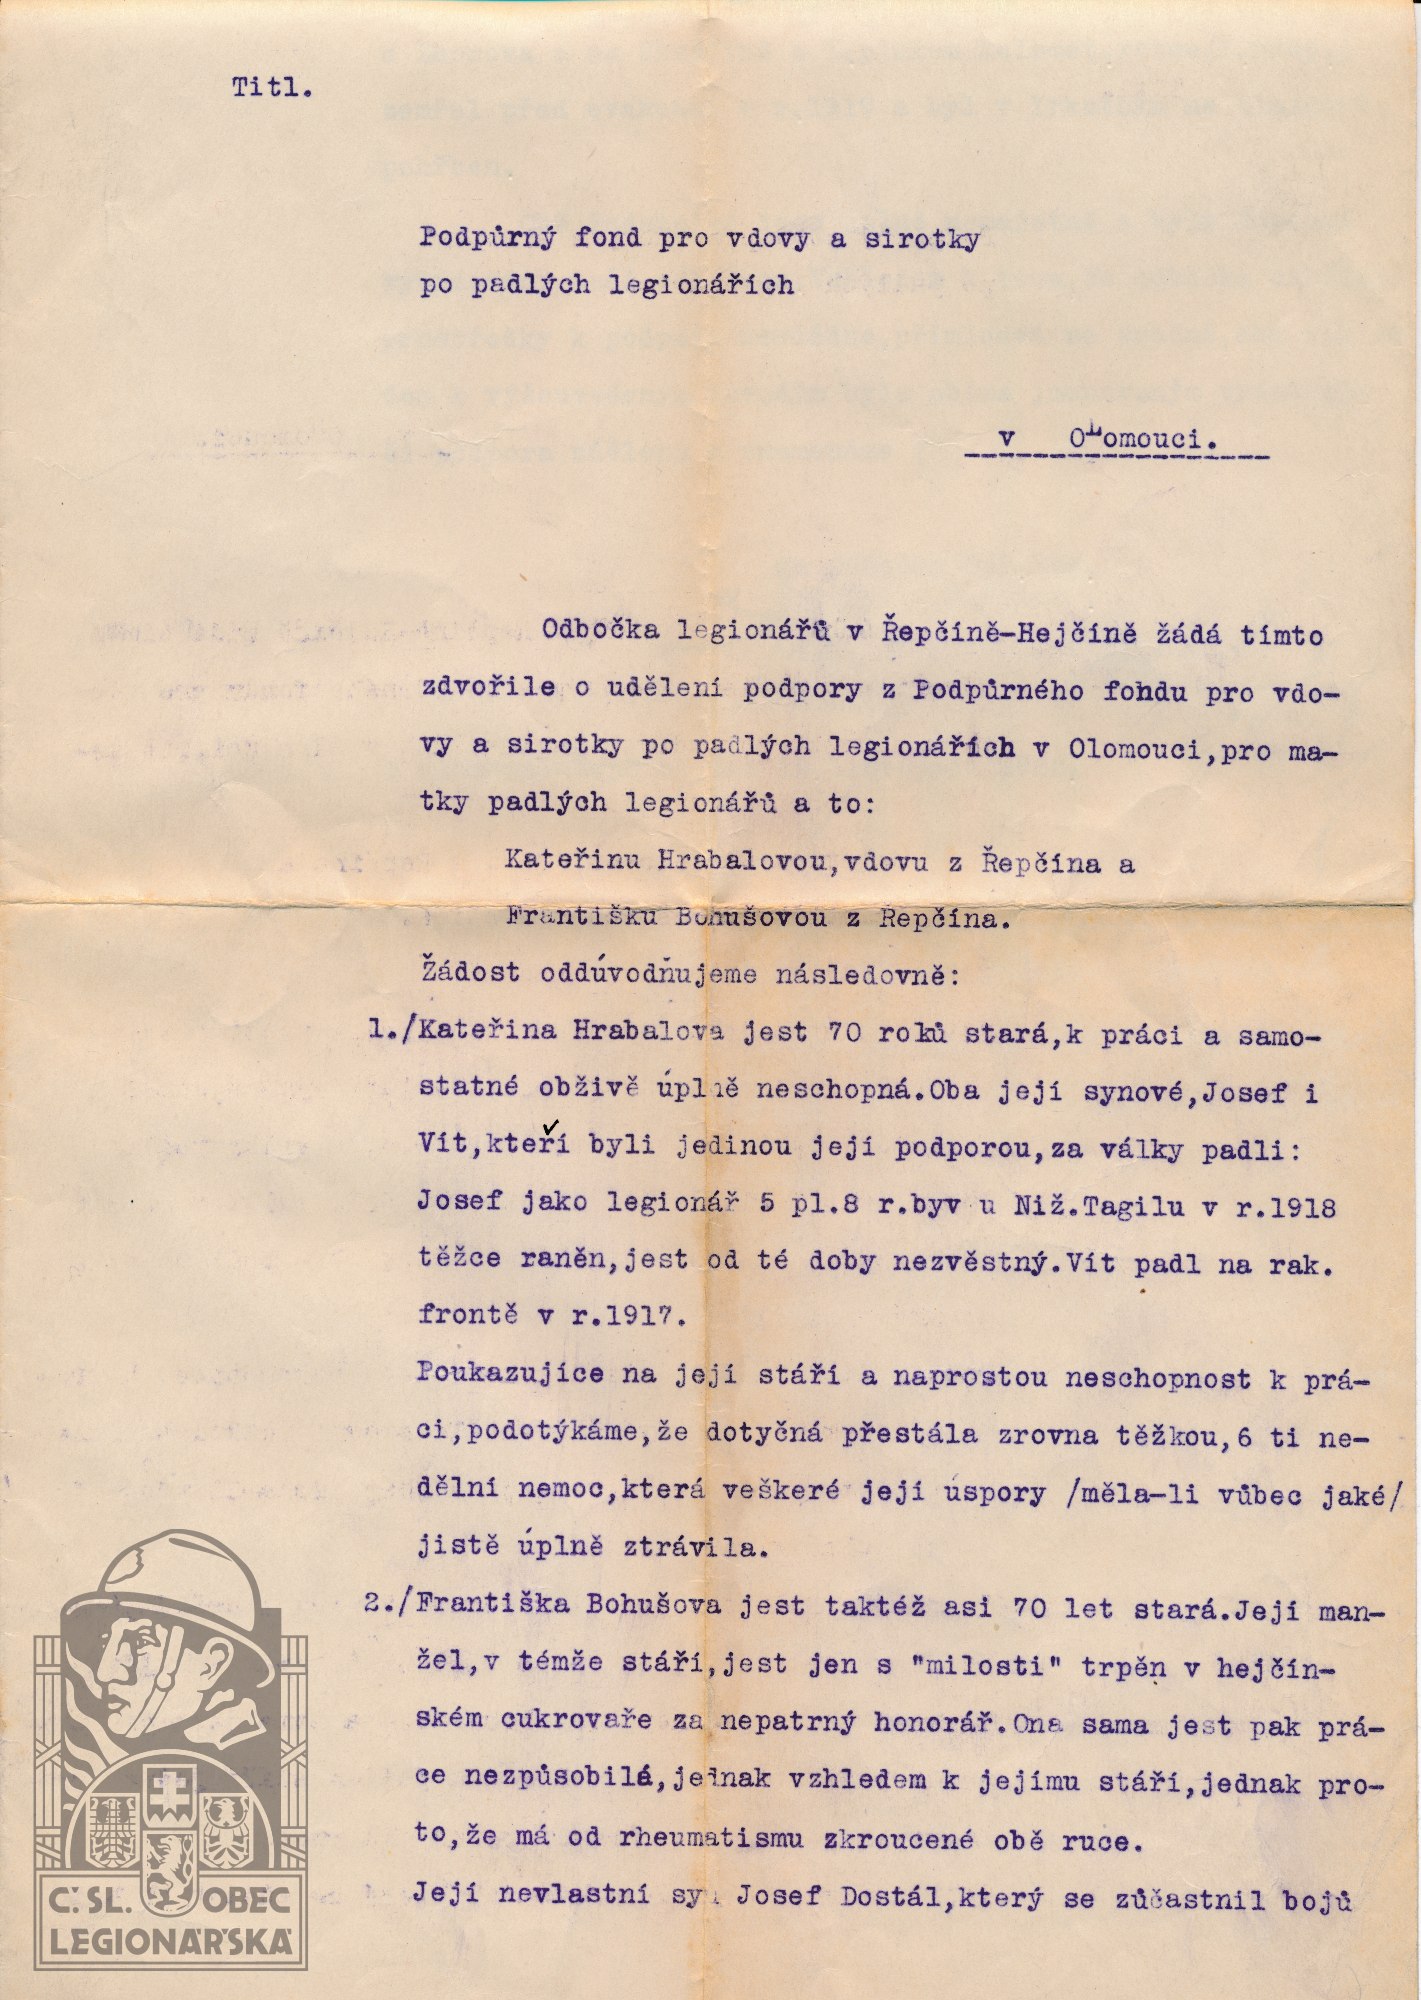 Titl.
Podpůrný fond pro vdovy a sirotky
po padlých legionářích
v Olomouci.
Odbočka legionářů v Řepčíně-Hejčíně žádá tímto
zdvořile o udělení podpory z Podpůrného fondu pro vdo-
vy a sirotky po padlých legionářích v Olomouci,pro ma-
tky padlých legionářů a to:
Kateřinu Hrabalovou,vdovu z Řepčína a
Františku Bohušovou z Řepčína.
Žádost oddúvodňujeme následovně:
1./Kateřina Hrabalova jest 70 roků stará,k práci a samo-
statné obživě úplně neschopná.Oba její synové,Josef i
Vít,kteří byli jedinou její podporou,za války padli:
Josef jako legionář 5 pl.8 r.byv u Niž.Tagilu v r.1918
těžce raněn,jest od té doby nezvěstný.Vít padl na rak.
frontě v r.1917.
Poukazujíce na její stáří a naprostou neschopnost k prá-
ci,podotýkáme,že dotyčná přestála zrovna těžkou,6 ti ne-
dělní nemoc,která veškeré její úspory /měla-li vůbec jaké/
jistě úplně ztrávila.
2./Františka Bohušova jest taktéž asi 70 let stará.Její man-
žel,v témže stáří,jest jen s "milosti" trpěn v hejčín-
ském cukrovaře za nepatrný honorář.Ona sama jest pak prá-
ce nezpůsobilá,jednak vzhledem k jejímu stáří,jednak pro-
to,že má od rheumatismu zkroucené obě ruce.
Její nevlastní syn Josef Dostál,který se zůčastnil bojů
Č.SL. OBEC
LEGIONÁŘSKÁ